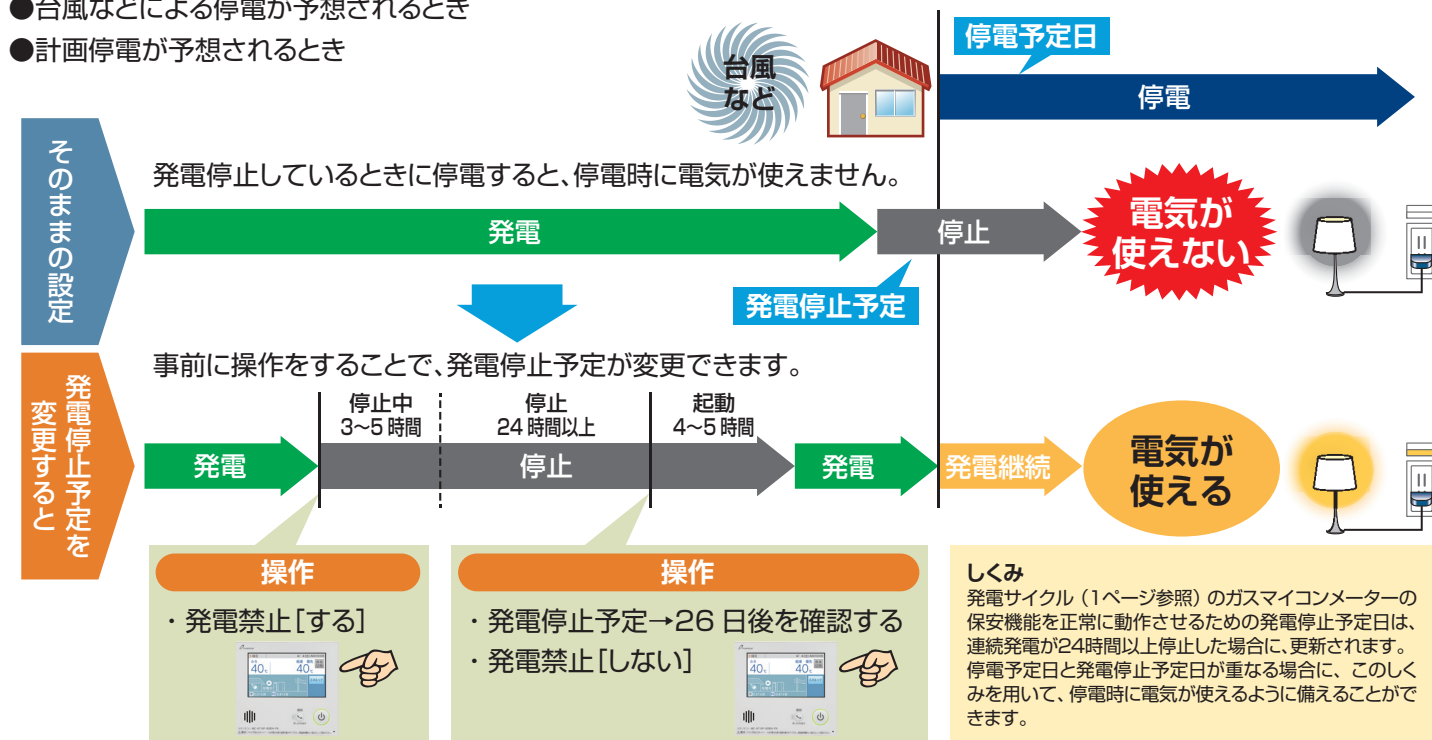 ●台風などによる停電が予想されるとき
●計画停電が予想されるとき
台風
など
停電予定日
停電
そのままの設定
発電停止しているときに停電すると、停電時に電気が使えません。
発電
停止
電気が
使えない
発電停止予定
発電停止予定を
変更すると
事前に操作をすることで、発電停止予定が変更できます。
停止中
3~5 時間
停止
24 時間以上
起動
4~5 時間
発電
停止
発電
発電継続
電気が
使える
操作
・発電禁止[する]
40
40
操作
・発電停止予定→26 日後を確認する
・発電禁止[しない]
40
40
しくみ
発電サイクル(1ページ参照)のガスマイコンメーターの
保安機能を正常に動作させるための発電停止予定日は、
連続発電が24時間以上停止した場合に、更新されます。
停電予定日と発電停止予定日が重なる場合に、このしく
みを用いて、停電時に電気が使えるように備えることがで
きます。